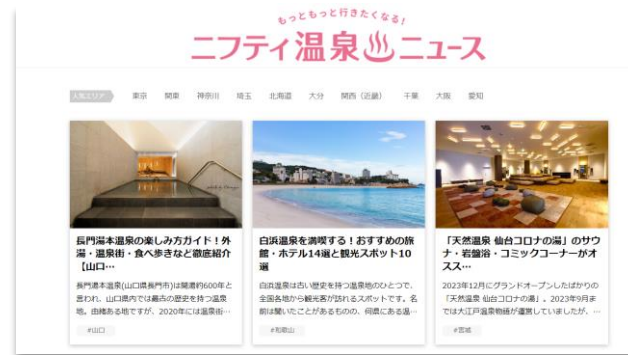 もっともっと行きたくなる!
ニフティ温泉 ニュース
人気エリア 東京 関東 神奈川 埼玉 北海道 大分 関西（近畿） 千葉 大阪 愛知
長門湯本温泉の楽しみ方ガイド！外
湯・温泉街・食べ歩きなど徹底紹介
【山口…
長門湯本温泉(山口県長門市)は開湯約600年と
言われ、山口県内では最古の歴史を持つ温泉
地。由緒ある地ですが、2020年には温泉街…
#山口
白浜温泉を満喫する！おすすめの旅
館・ホテル14選と観光スポット10
選
白浜温泉は古い歴史を持つ温泉地のひとつで、
全国各地から観光客が訪れるスポットです。名
前は聞いたことがあるものの、何県にある温…
#和歌山
「天然温泉 仙台コロナの湯」のサウ
ナ・岩盤浴・コミックコーナーがオ
スス…
2023年12月にグランドオープンしたばかりの
「天然温泉 仙台コロナの湯」。2023年9月ま
では大江戸温泉物語が運営していましたが、…
#宮城